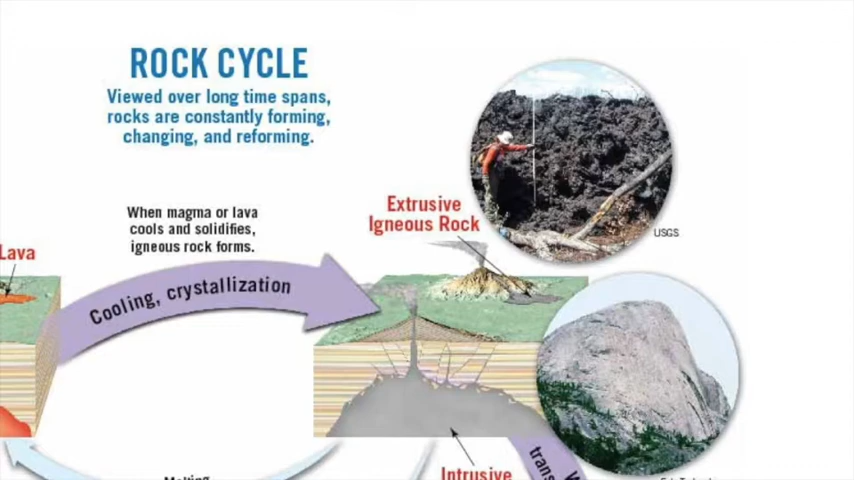 ROCK CYCLE
Viewed over long time spans,
rocks are constantly forming,
changing, and reforming.
When magma or lava
cools and solidifies,
igneous rock forms.
Extrusive
Igneous Rock
USGS
Lava
Cooling, crystallization
Melting
Intrusive